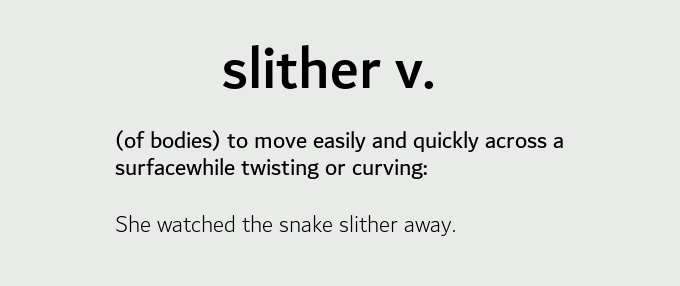 slither v.
(of bodies) to move easily and quickly across a
surfacewhile twisting or curving:
She watched the snake slither away.